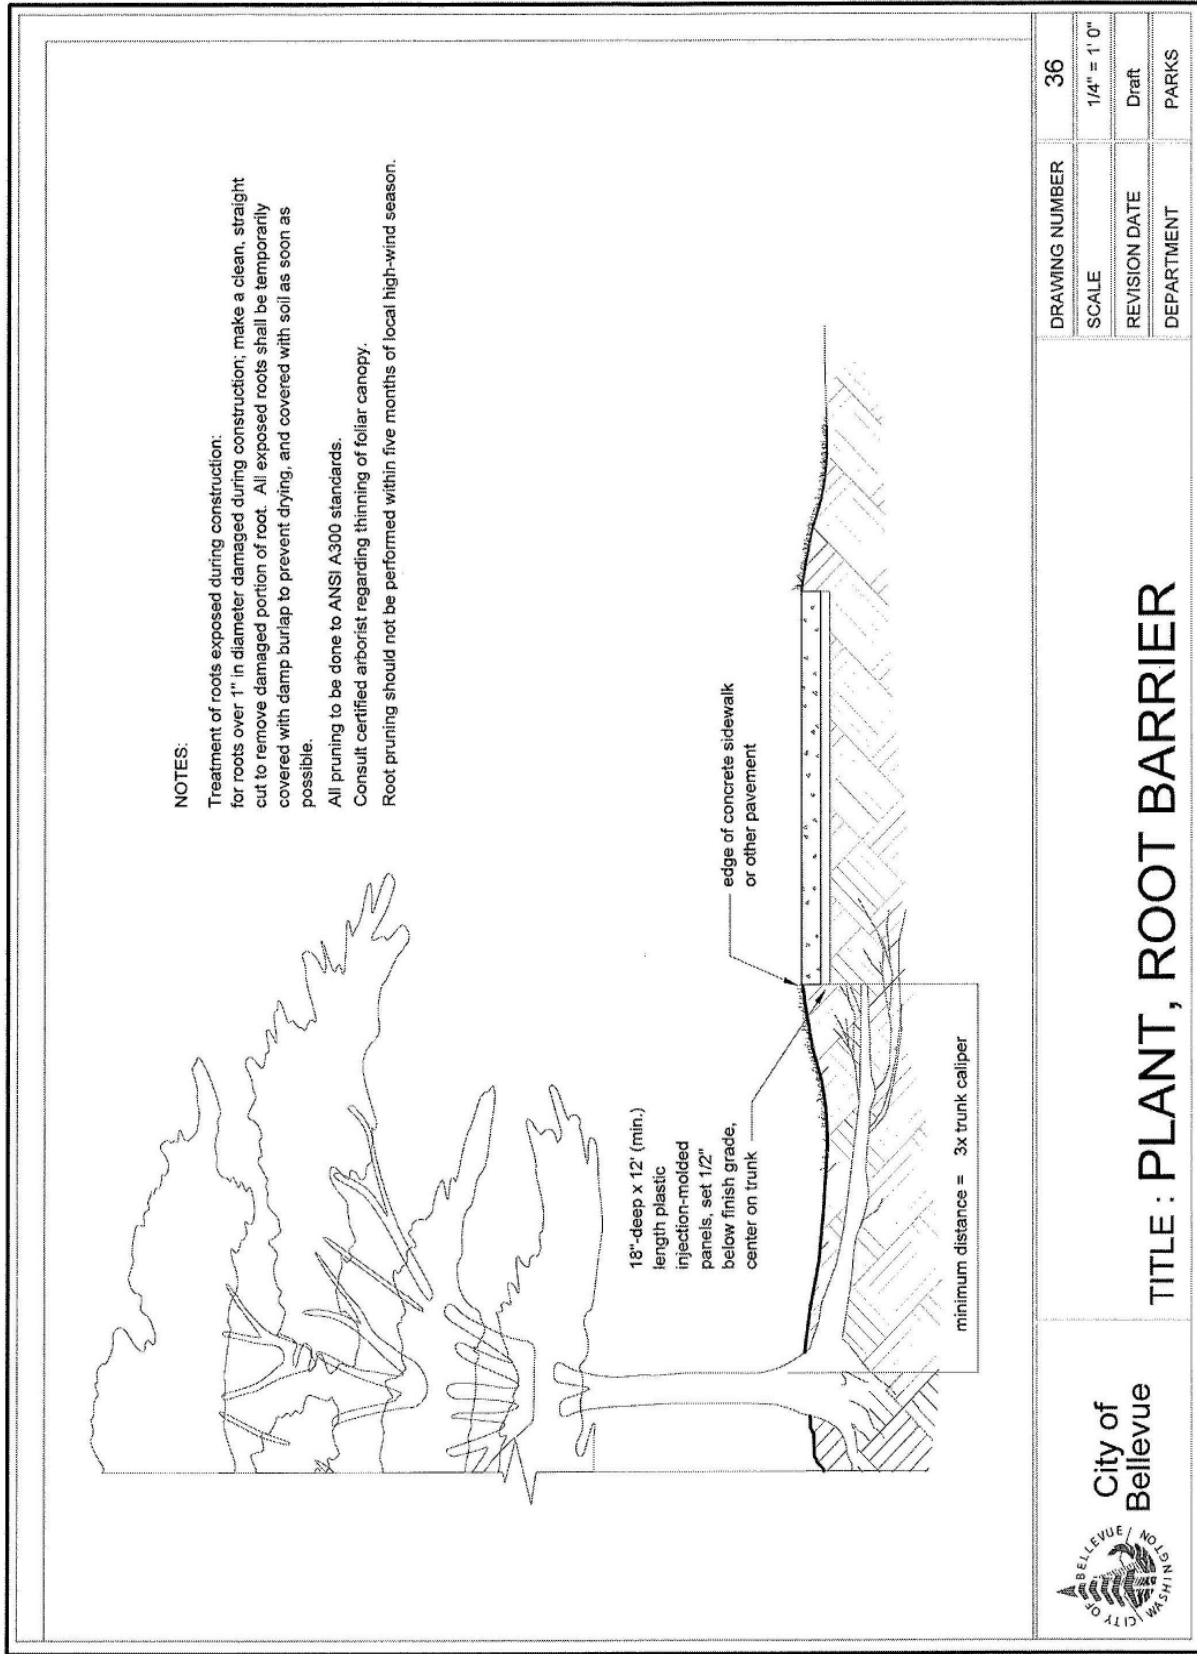 NOTES:
Treatment of roots exposed during construction:
for roots over 1" in diameter damaged during construction; make a clean, straight
cut to remove damaged portion of root. All exposed roots shall be temporarily
covered with damp burlap to prevent drying, and covered with soil as soon as
possible.
All pruning to be done to ANSI A300 standards.
Consult certified arborist regarding thinning of foliar canopy.
Root pruning should not be performed within five months of local high-wind season.
18"-deep x 12' (min.)
length plastic
injection-molded
panels, set 1/2"
below finish grade,
center on trunk
edge of concrete sidewalk
or other pavement
minimum distance = 3x trunk caliper
CITY OF BELLEVUE
WASHINGTON
City of
Bellevue
TITLE : PLANT, ROOT BARRIER
DRAWING NUMBER 36
SCALE 1/4" = 1' 0"
REVISION DATE Draft
DEPARTMENT PARKS